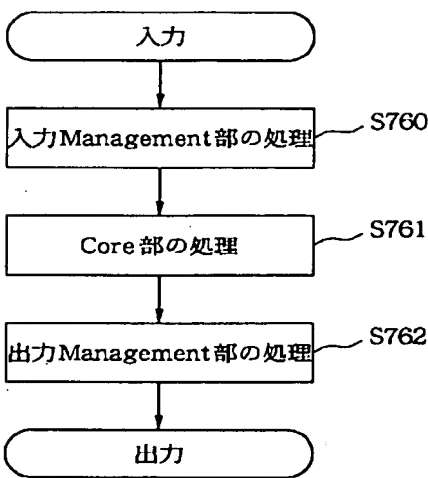 入力
入力Management部の処理
S760
Core部の処理
S761
出力Management部の処理
S762
出力